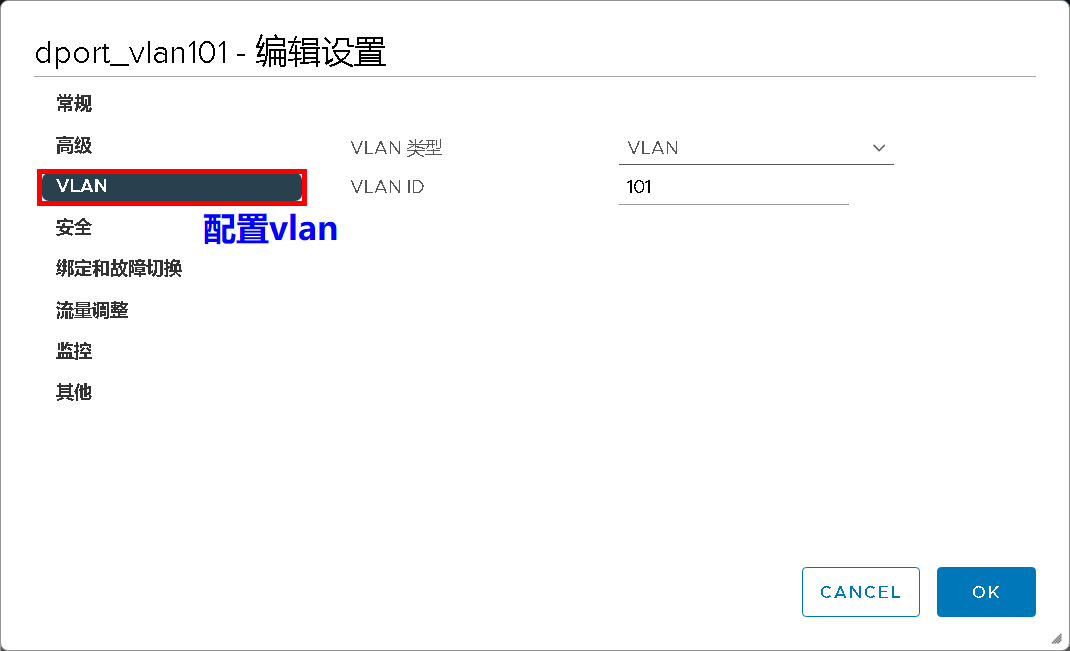 dport_vlan101 - 编辑设置
常规
高级
VLAN 类型 VLAN
VLAN
VLAN ID 101
安全
配置vlan
绑定和故障切换
流量调整
监控
其他
CANCEL OK